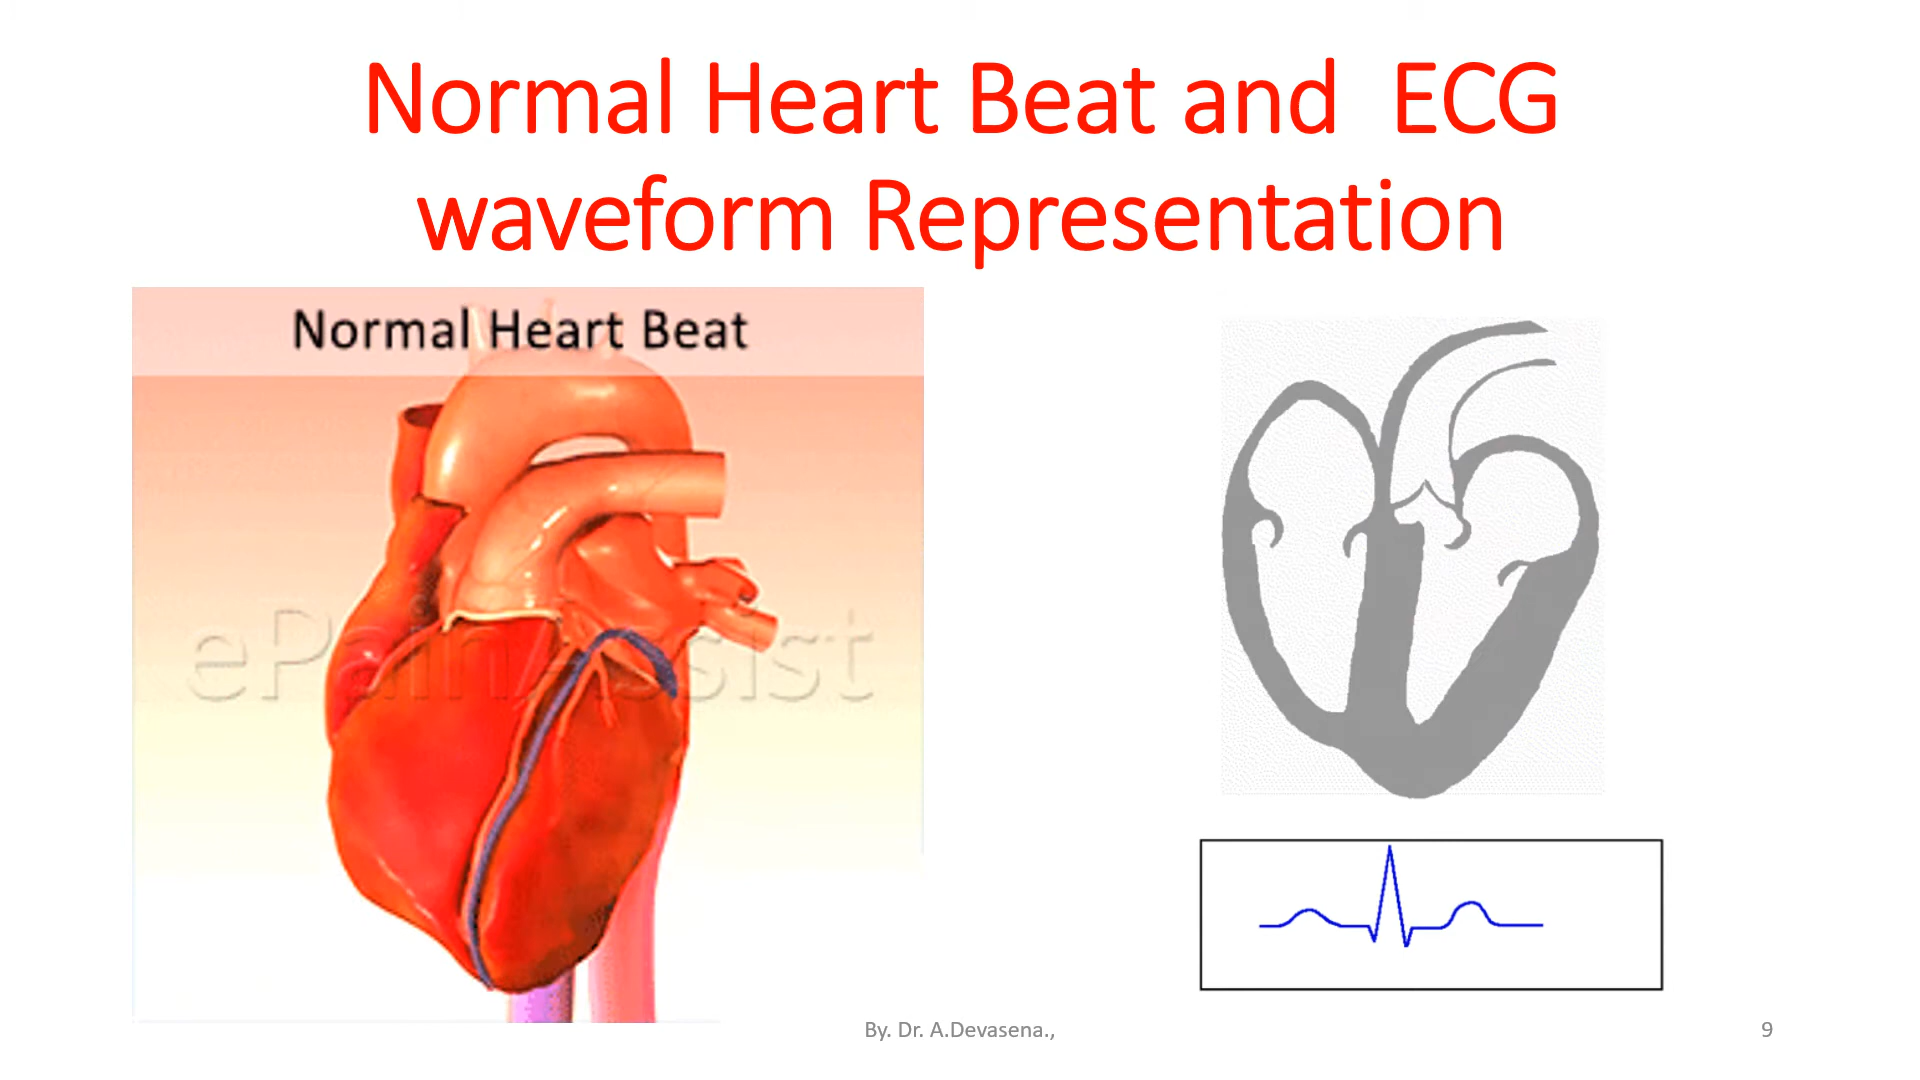 Normal Heart Beat and  ECG
waveform Representation
Normal Heart Beat
ePainAssist
By. Dr. A.Devasena.,
9